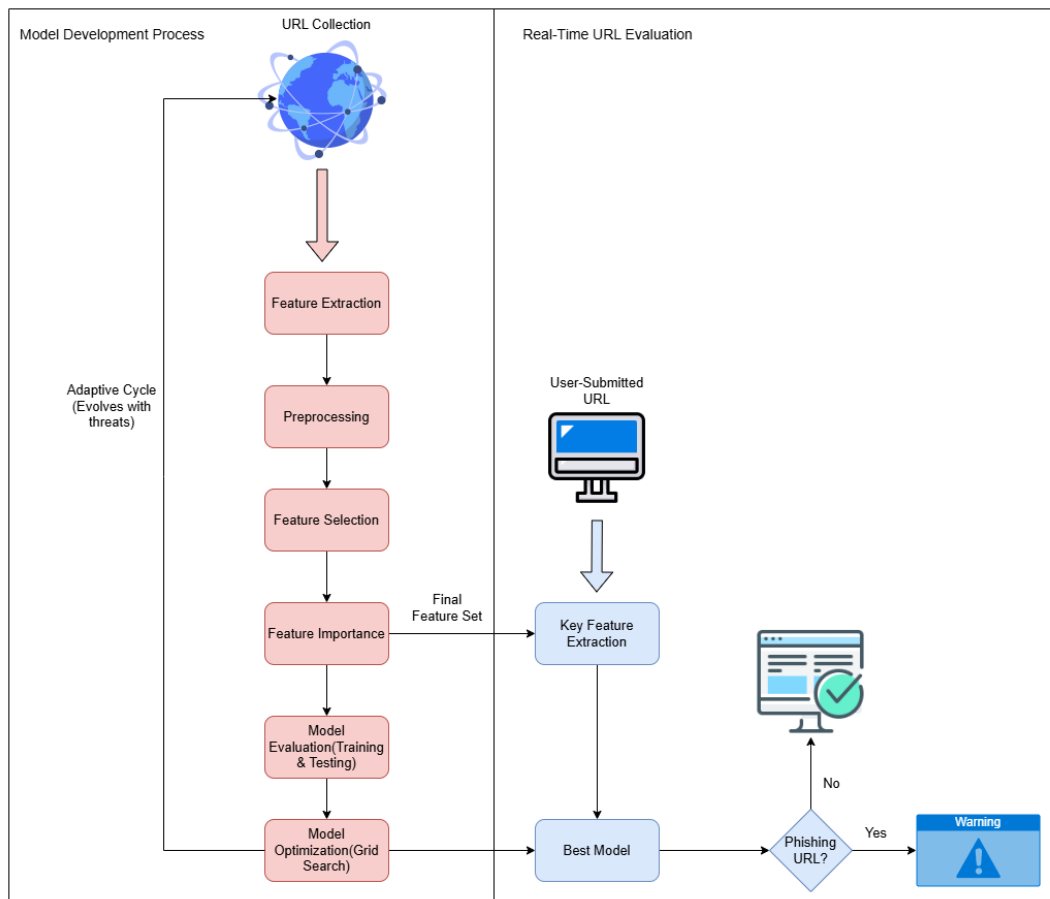 Model Development Process
URL Collection
Real-Time URL Evaluation
Feature Extraction
Adaptive Cycle
(Evolves with
threats)
Preprocessing
User-Submitted
URL
Feature Selection
Final
Feature Set
Feature Importance
Key Feature
Extraction
Model
Evaluation(Training
& Testing)
No
Model
Optimization(Grid
Search)
Best Model
Phishing
URL?
Yes
Warning